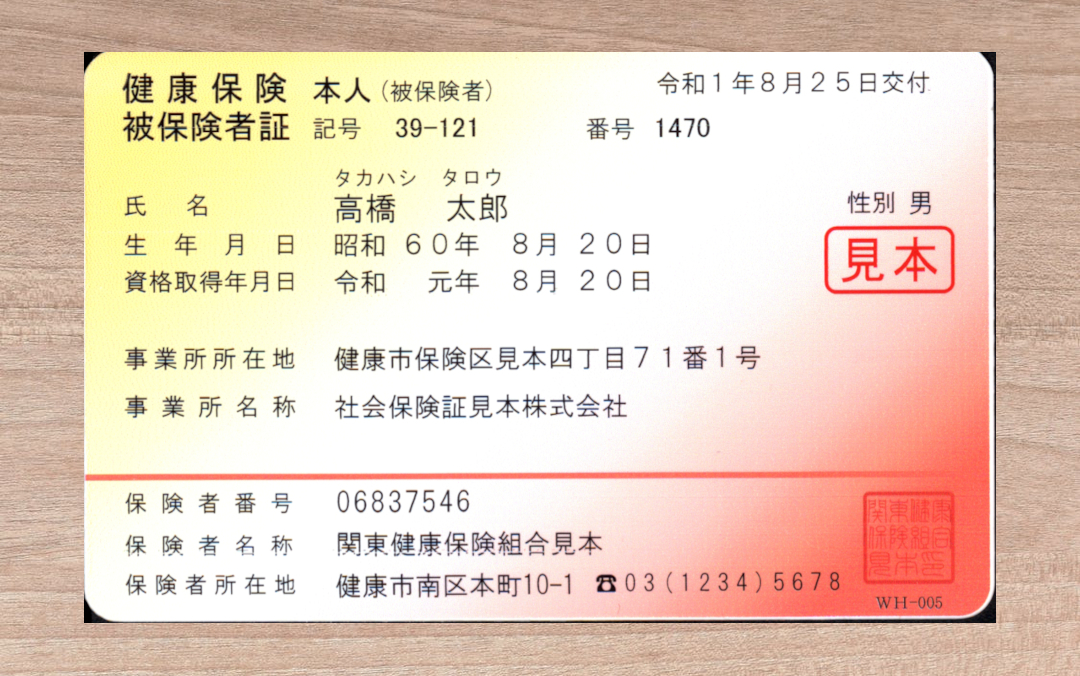 健康保険 本人（被保険者） 令和1年8月25日交付
被保険者証 記号 39-121 番号 1470
タカハシ タロウ
氏名 高橋 太郎 性別 男
生年月日 昭和 60年 8月 20日
見本
資格取得年月日 令和 元年 8月 20日
事業所所在地 健康市保険区見本四丁目71番1号
事業所名称 社会保険証見本株式会社
保険者番号 06837546
保険者名称 関東健康保険組合見本
保険者所在地 健康市南区本町10-1 ☎03(1234)5678
関東健康
保険組合
見本印
WH-005